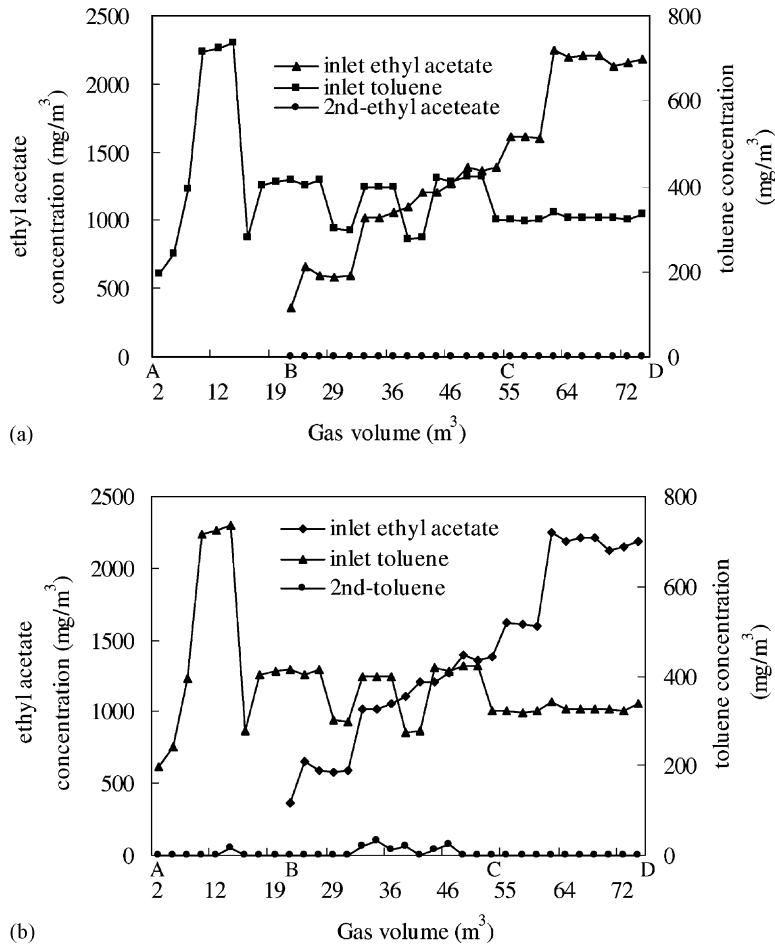 2500
2000
1500
1000
500
0
ethyl acetate
concentration (mg/m³)
800
600
400
200
0
toluene concentration
(mg/m³)
inlet ethyl acetate
inlet toluene
2nd-ethyl aceteate
A B C D
2 12 19 29 36 46 55 64 72
Gas volume (m³)
(a)
2500
2000
1500
1000
500
0
ethyl acetate
concentration (mg/m³)
800
600
400
200
0
toluene concentration
(mg/m³)
inlet ethyl acetate
inlet toluene
2nd-toluene
A B C D
2 12 19 29 36 46 55 64 72
Gas volume (m³)
(b)